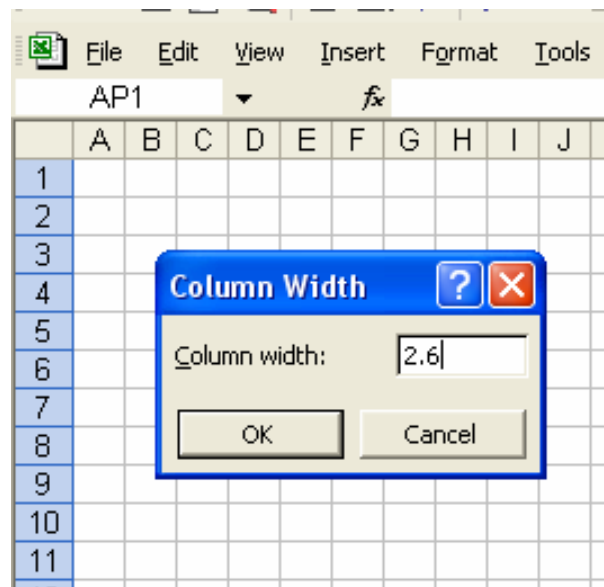 File Edit View Insert Format Tools
AP1 fx
A B C D E F G H I J
1
2
3
4 Column Width ? X
5
6 Column width: 2.6
7
8 OK Cancel
9
10
11